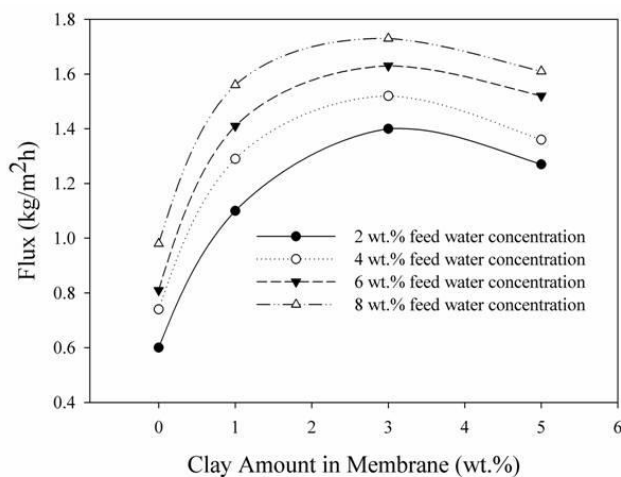 1.8
1.6
1.4
1.2
1.0
0.8
0.6
0.4
Flux (kg/m²h)
2 wt.% feed water concentration
4 wt.% feed water concentration
6 wt.% feed water concentration
8 wt.% feed water concentration
0 1 2 3 4 5 6
Clay Amount in Membrane (wt.%)